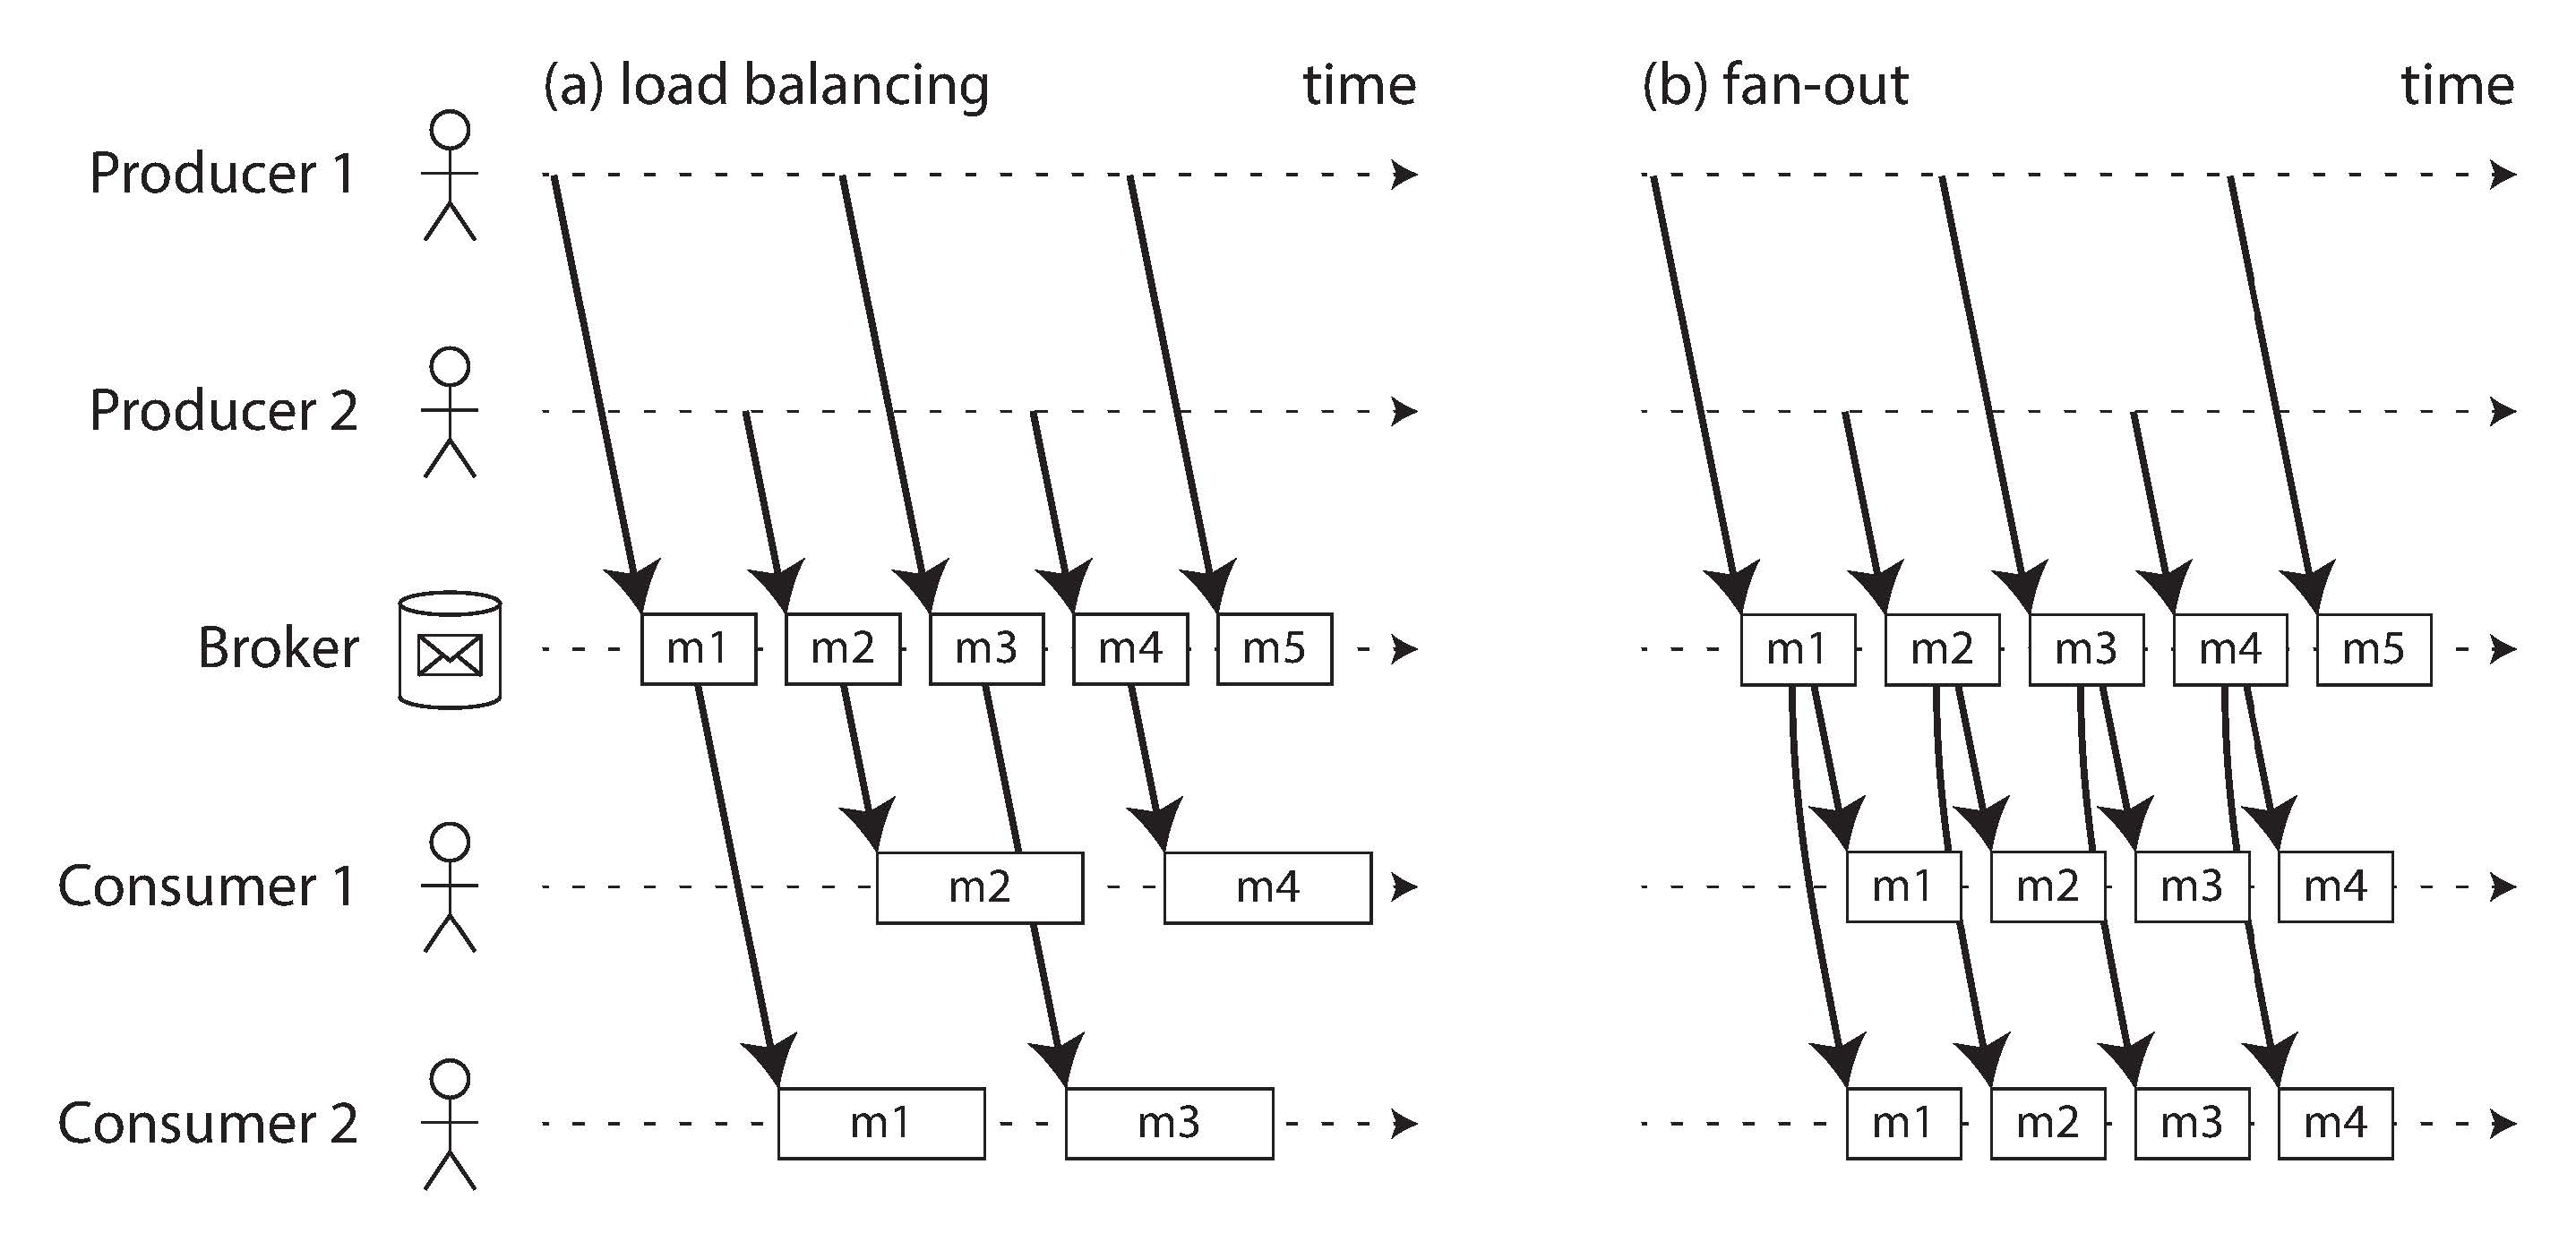 (a) load balancing time (b) fan-out time
Producer 1
Producer 2
Broker m1 m2 m3 m4 m5 m1 m2 m3 m4 m5
Consumer 1 m2 m4 m1 m2 m3 m4
Consumer 2 m1 m3 m1 m2 m3 m4